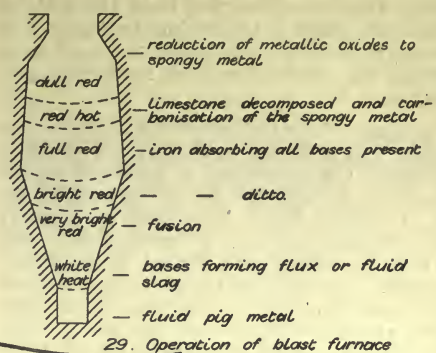 reduction of metallic oxides to
spongy metal
dull red
limestone decomposed and car-
bonisation of the spongy metal
red hot
full red
iron absorbing all bases present
bright red
— — ditto.
very bright
red
fusion
white
heat
bases forming flux or fluid
slag
fluid pig metal
29. Operation of blast furnace